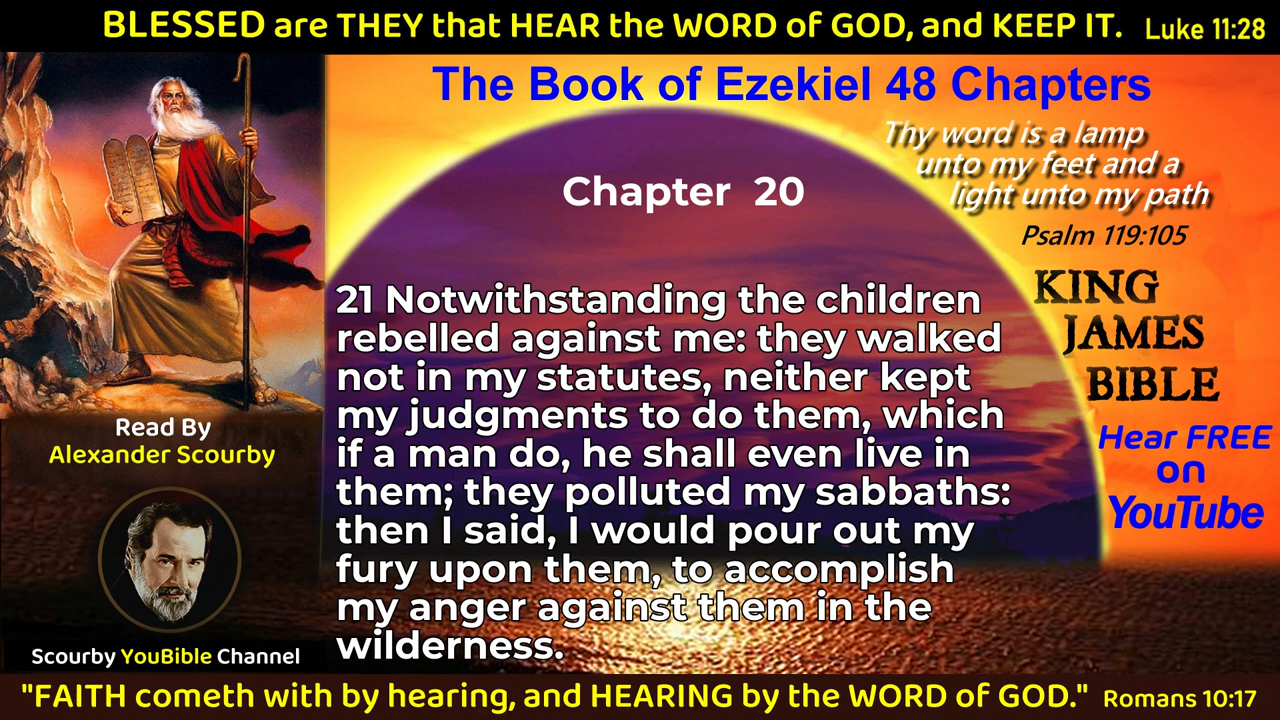 BLESSED are THEY that HEAR the WORD of GOD, and KEEP IT. Luke 11:28
The Book of Ezekiel 48 Chapters
Thy word is a lamp
unto my feet and a
light unto my path
Psalm 119:105
KING
JAMES
BIBLE
Hear FREE
on
YouTube
Chapter 20
21 Notwithstanding the children
rebelled against me: they walked
not in my statutes, neither kept
my judgments to do them, which
if a man do, he shall even live in
them; they polluted my sabbaths:
then I said, I would pour out my
fury upon them, to accomplish
my anger against them in the
wilderness.
Read By
Alexander Scourby
Scourby YouBible Channel
"FAITH cometh with by hearing, and HEARING by the WORD of GOD." Romans 10:17